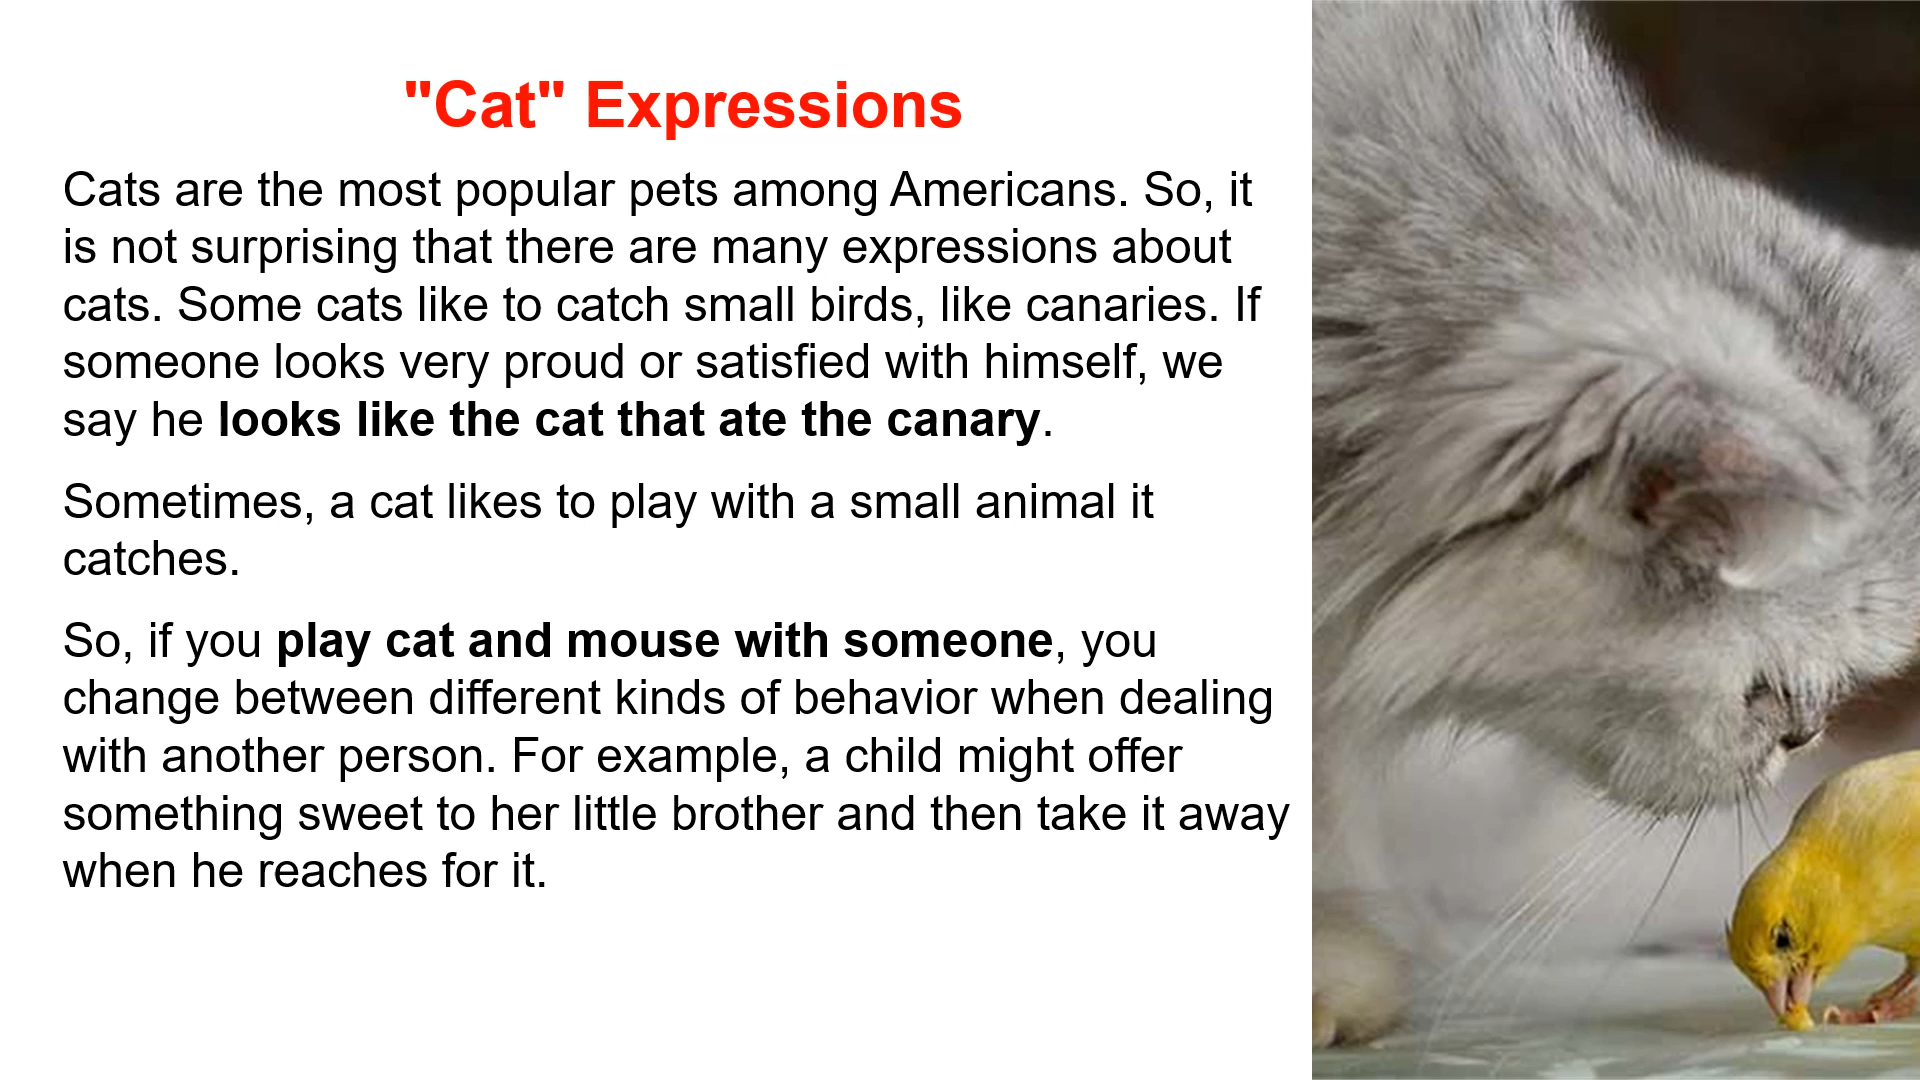 "Cat" Expressions
Cats are the most popular pets among Americans. So, it
is not surprising that there are many expressions about
cats. Some cats like to catch small birds, like canaries. If
someone looks very proud or satisfied with himself, we
say he looks like the cat that ate the canary.
Sometimes, a cat likes to play with a small animal it
catches.
So, if you play cat and mouse with someone, you
change between different kinds of behavior when dealing
with another person. For example, a child might offer
something sweet to her little brother and then take it away
when he reaches for it.